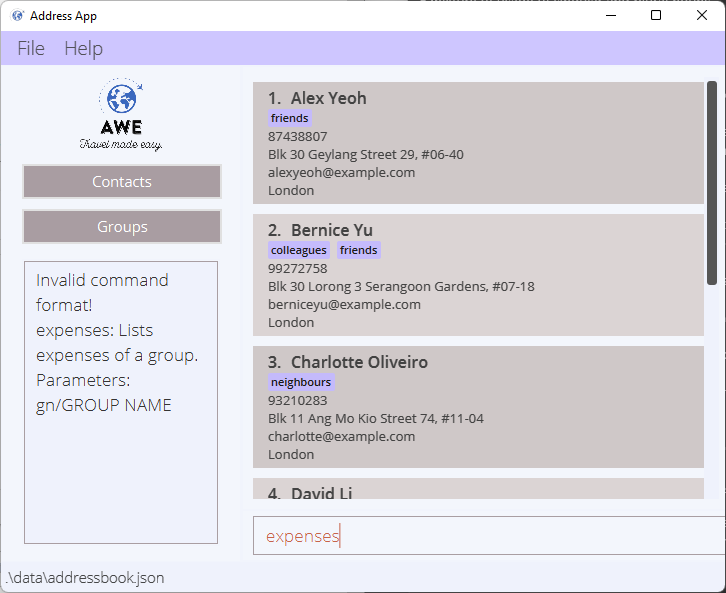 Address App
File Help
AWE
Travel made easy.
Contacts
Groups
Invalid command
format!
expenses: Lists
expenses of a group.
Parameters:
gn/GROUP NAME
1. Alex Yeoh
friends
87438807
Blk 30 Geylang Street 29, #06-40
alexyeoh@example.com
London
2. Bernice Yu
colleagues friends
99272758
Blk 30 Lorong 3 Serangoon Gardens, #07-18
berniceyu@example.com
London
3. Charlotte Oliveiro
neighbours
93210283
Blk 11 Ang Mo Kio Street 74, #11-04
charlotte@example.com
London
4. David Li
expenses
.\data\addressbook.json